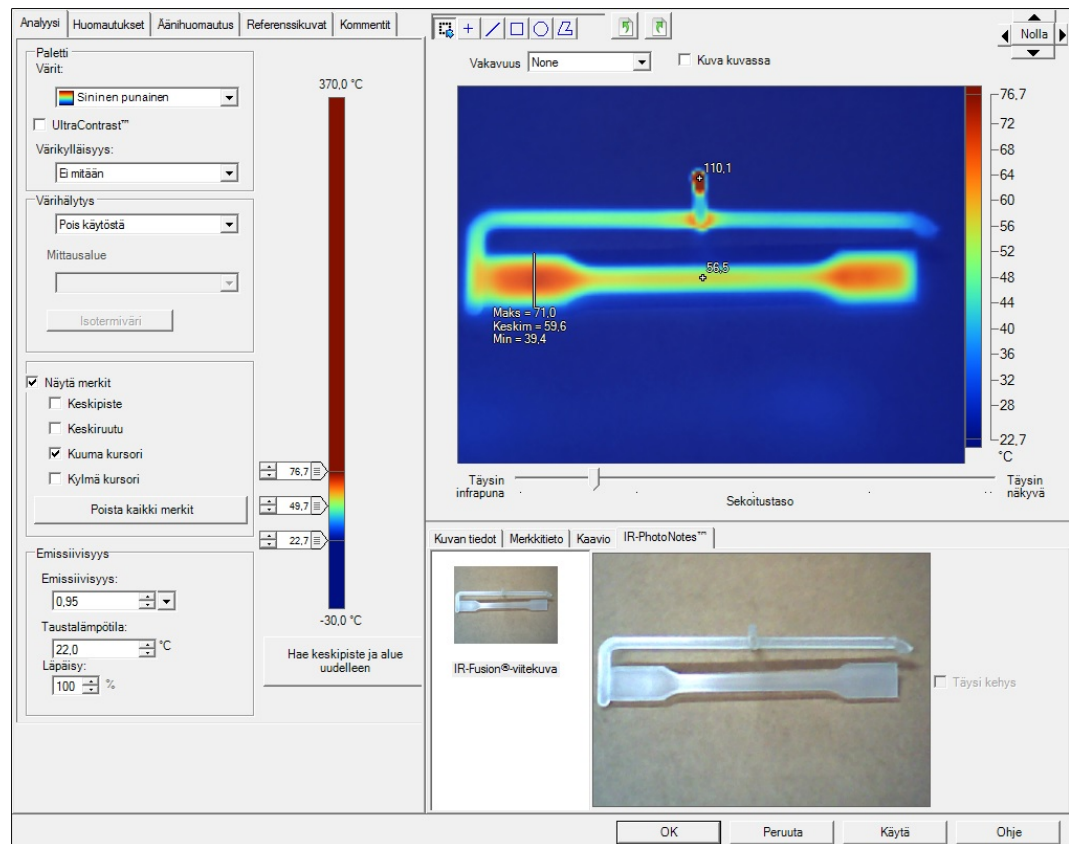 Analyysi
Huomautukset
Äänihuomautus
Referenssikuvat
Kommentit
Paletti
Värit:
Sininen punainen
UltraContrast™
Värikylläisyys:
Ei mitään
Värihälytys
Pois käytöstä
Mittausalue
Isotermiväri
Näytä merkit
Keskipiste
Keskiruutu
Kuuma kursori
Kylmä kursori
Poista kaikki merkit
Emissiivisyys
Emissiivisyys:
0,95
Taustalämpötila:
22,0 °C
Läpäisy:
100 %
370,0 °C
76,7
49,7
22,7
-30,0 °C
Hae keskipiste ja alue
uudelleen
Nolla
Vakavuus None
Kuva kuvassa
110,1
56,5
Maks = 71,0
Keskim = 59,6
Min = 39,4
76,7
72
68
64
60
56
52
48
44
40
36
32
28
22,7
°C
Täysin
infrapuna
Sekoitustaso
Täysin
näkyvä
Kuvan tiedot
Merkkitieto
Kaavio
IR-PhotoNotes™
IR-Fusion®-viitekuva
Täysi kehys
OK
Peruuta
Käytä
Ohje